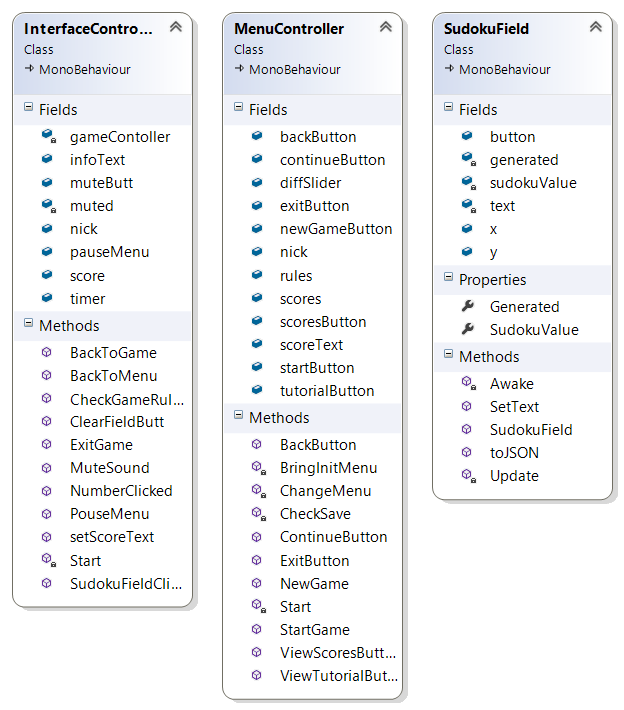 InterfaceContro...
Class
MonoBehaviour
Fields
gameContoller
infoText
muteButt
muted
nick
pauseMenu
score
timer
Methods
BackToGame
BackToMenu
CheckGameRul...
ClearFieldButt
ExitGame
MuteSound
NumberClicked
PouseMenu
setScoreText
Start
SudokuFieldCli...
MenuController
Class
MonoBehaviour
Fields
backButton
continueButton
diffSlider
exitButton
newGameButton
nick
rules
scores
scoresButton
scoreText
startButton
tutorialButton
Methods
BackButton
BringInitMenu
ChangeMenu
CheckSave
ContinueButton
ExitButton
NewGame
Start
StartGame
ViewScoresButt...
ViewTutorialBut...
SudokuField
Class
MonoBehaviour
Fields
button
generated
sudokuValue
text
x
y
Properties
Generated
SudokuValue
Methods
Awake
SetText
SudokuField
toJSON
Update